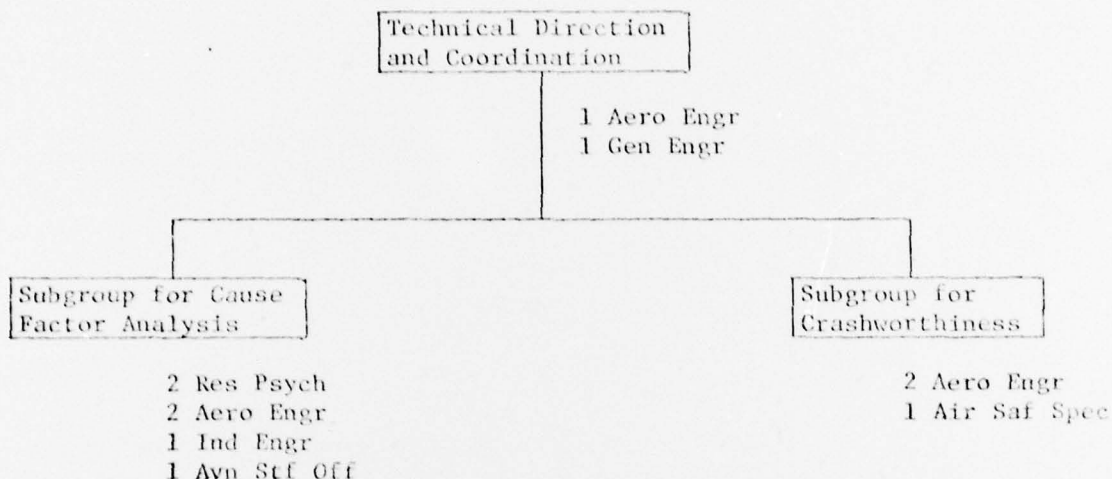 Technical Direction
and Coordination
1 Aero Engr
1 Gen Engr
Subgroup for Cause
Factor Analysis
2 Res Psych
2 Aero Engr
1 Ind Engr
1 Avn Stf Off
Subgroup for
Crashworthiness
2 Aero Engr
1 Air Saf Spec